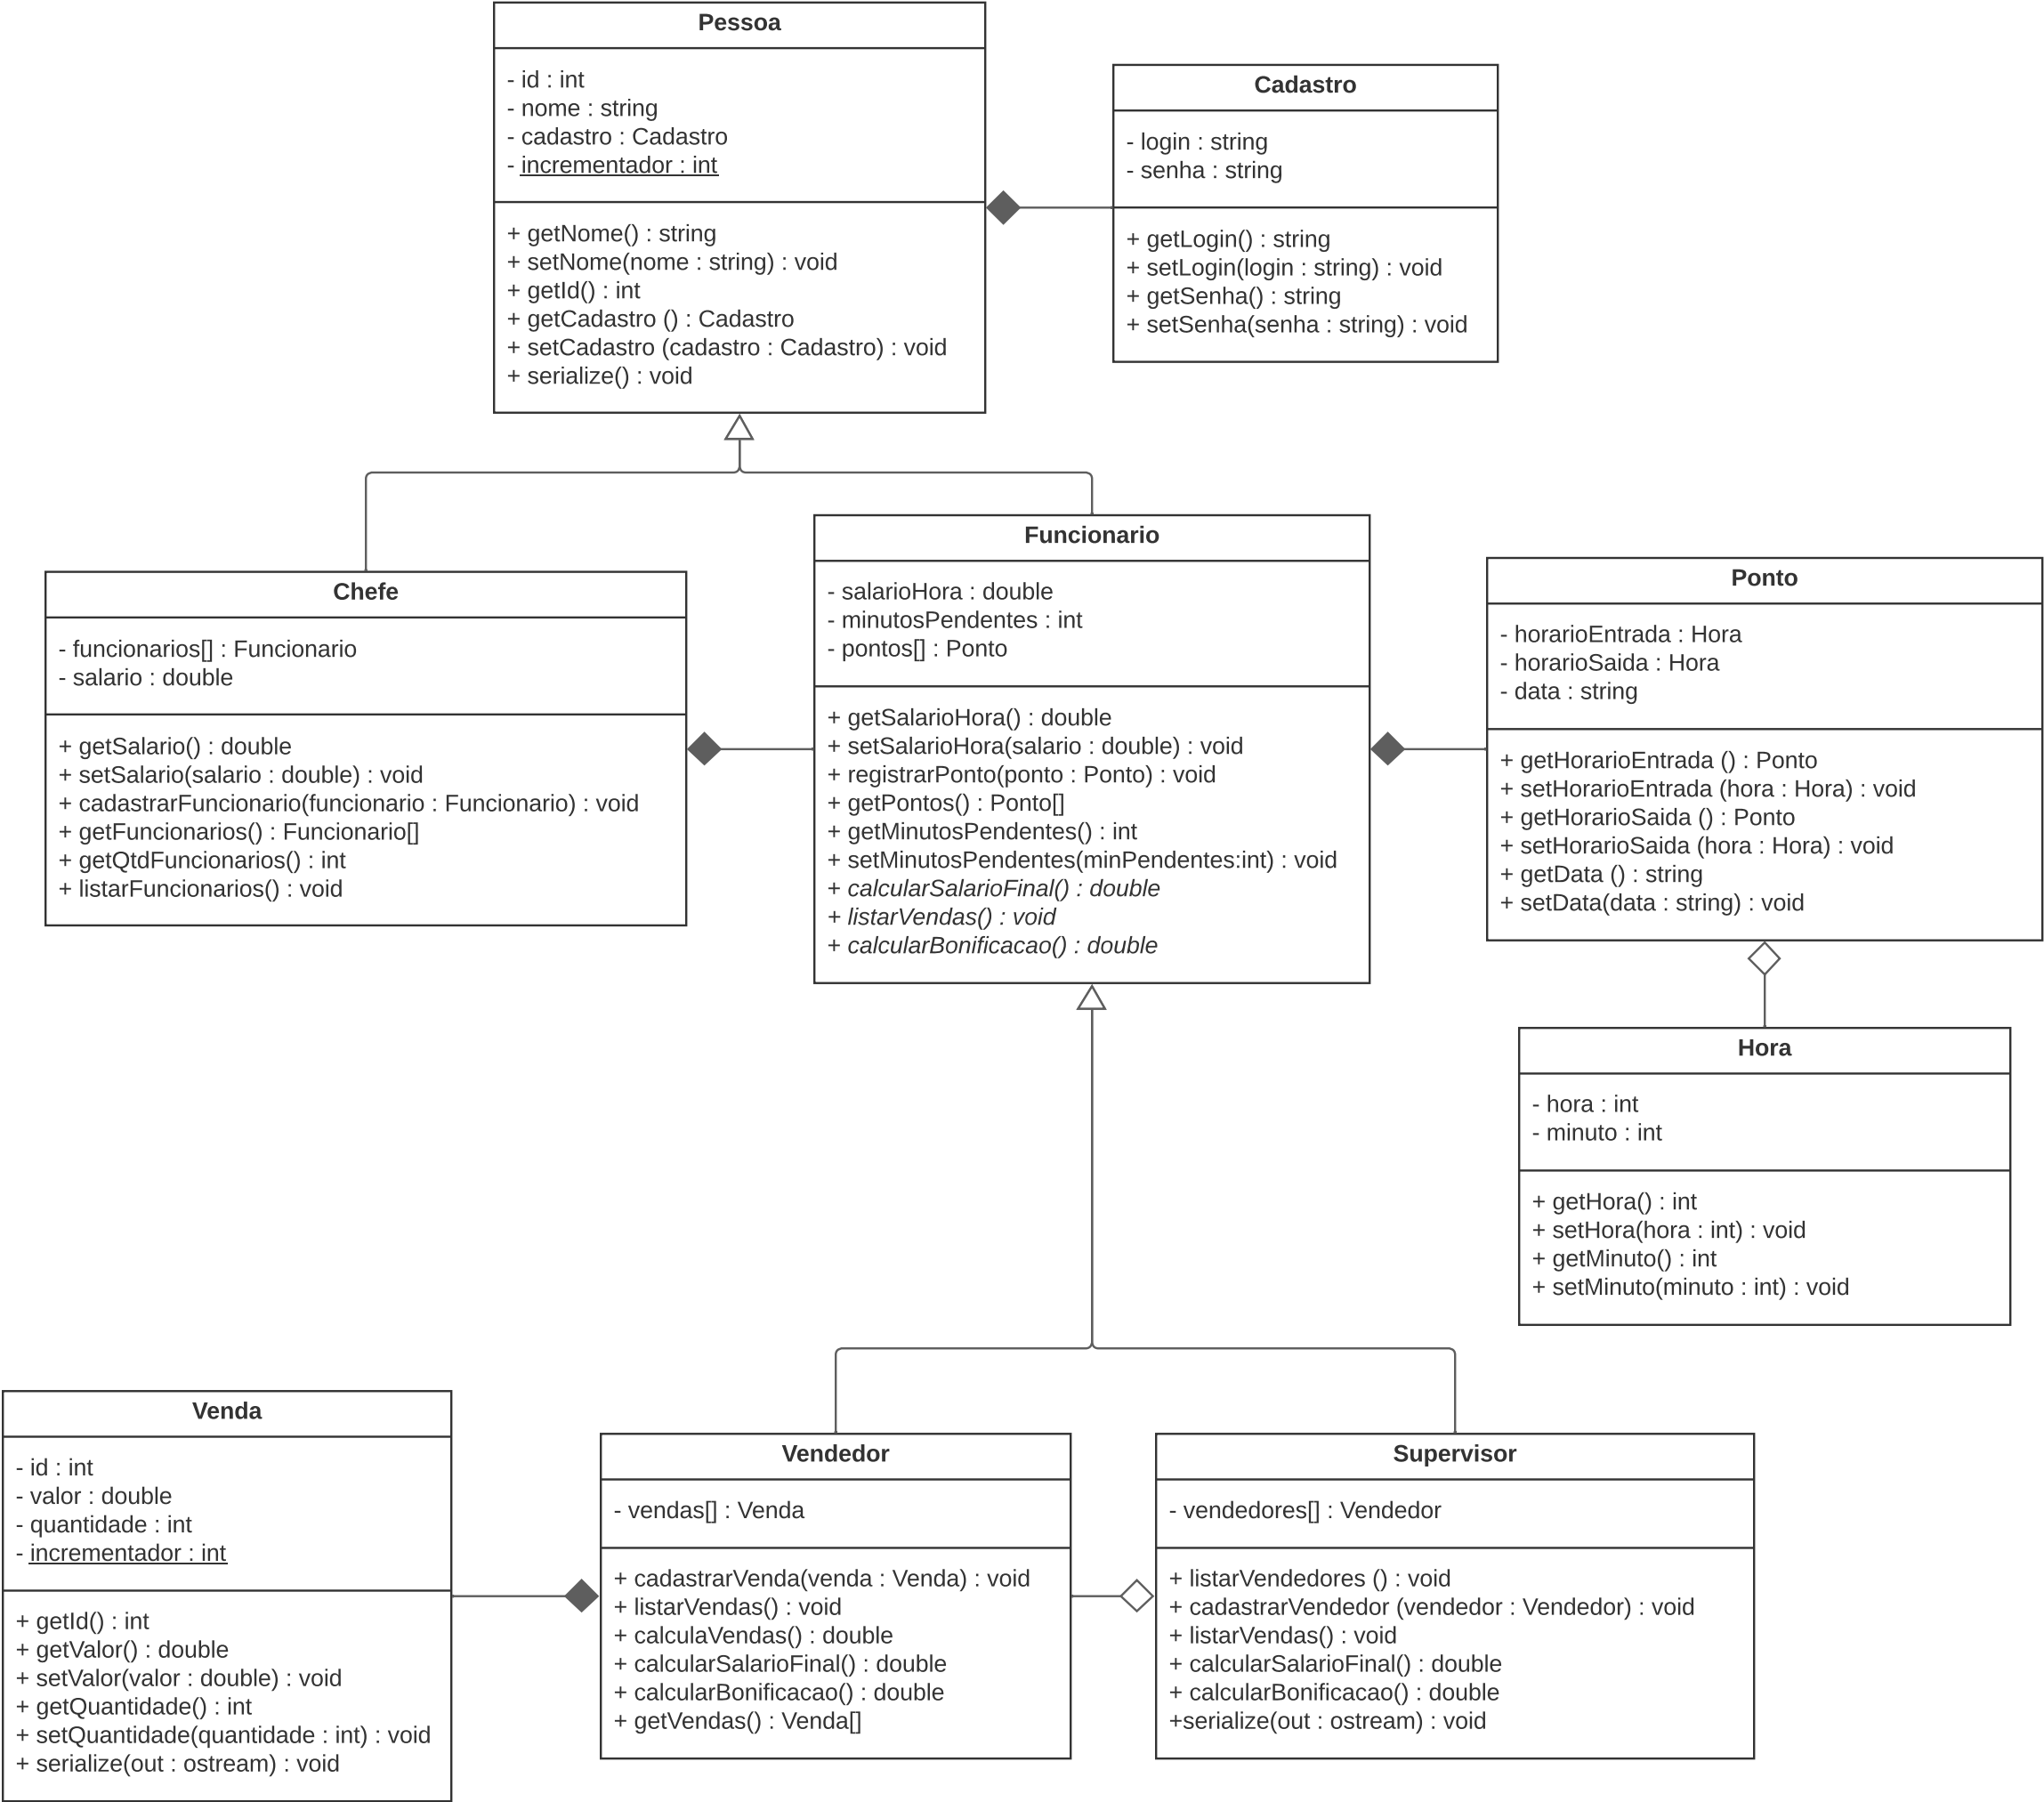 Pessoa
- id : int
- nome : string
- cadastro : Cadastro
- incrementador : int
+ getNome() : string
+ setNome(nome : string) : void
+ getId() : int
+ getCadastro () : Cadastro
+ setCadastro (cadastro : Cadastro) : void
+ serialize() : void
Cadastro
- login : string
- senha : string
+ getLogin() : string
+ setLogin(login : string) : void
+ getSenha() : string
+ setSenha(senha : string) : void
Chefe
- funcionarios[] : Funcionario
- salario : double
+ getSalario() : double
+ setSalario(salario : double) : void
+ cadastrarFuncionario(funcionario : Funcionario) : void
+ getFuncionarios() : Funcionario[]
+ getQtdFuncionarios() : int
+ listarFuncionarios() : void
Funcionario
- salarioHora : double
- minutosPendentes : int
- pontos[] : Ponto
+ getSalarioHora() : double
+ setSalarioHora(salario : double) : void
+ registrarPonto(ponto : Ponto) : void
+ getPontos() : Ponto[]
+ getMinutosPendentes() : int
+ setMinutosPendentes(minPendentes:int) : void
+ calcularSalarioFinal() : double
+ listarVendas() : void
+ calcularBonificacao() : double
Ponto
- horarioEntrada : Hora
- horarioSaida : Hora
- data : string
+ getHorarioEntrada () : Ponto
+ setHorarioEntrada (hora : Hora) : void
+ getHorarioSaida () : Ponto
+ setHorarioSaida (hora : Hora) : void
+ getData () : string
+ setData(data : string) : void
Hora
- hora : int
- minuto : int
+ getHora() : int
+ setHora(hora : int) : void
+ getMinuto() : int
+ setMinuto(minuto : int) : void
Venda
- id : int
- valor : double
- quantidade : int
- incrementador : int
+ getId() : int
+ getValor() : double
+ setValor(valor : double) : void
+ getQuantidade() : int
+ setQuantidade(quantidade : int) : void
+ serialize(out : ostream) : void
Vendedor
- vendas[] : Venda
+ cadastrarVenda(venda : Venda) : void
+ listarVendas() : void
+ calculaVendas() : double
+ calcularSalarioFinal() : double
+ calcularBonificacao() : double
+ getVendas() : Venda[]
Supervisor
- vendedores[] : Vendedor
+ listarVendedores () : void
+ cadastrarVendedor (vendedor : Vendedor) : void
+ listarVendas() : void
+ calcularSalarioFinal() : double
+ calcularBonificacao() : double
+serialize(out : ostream) : void